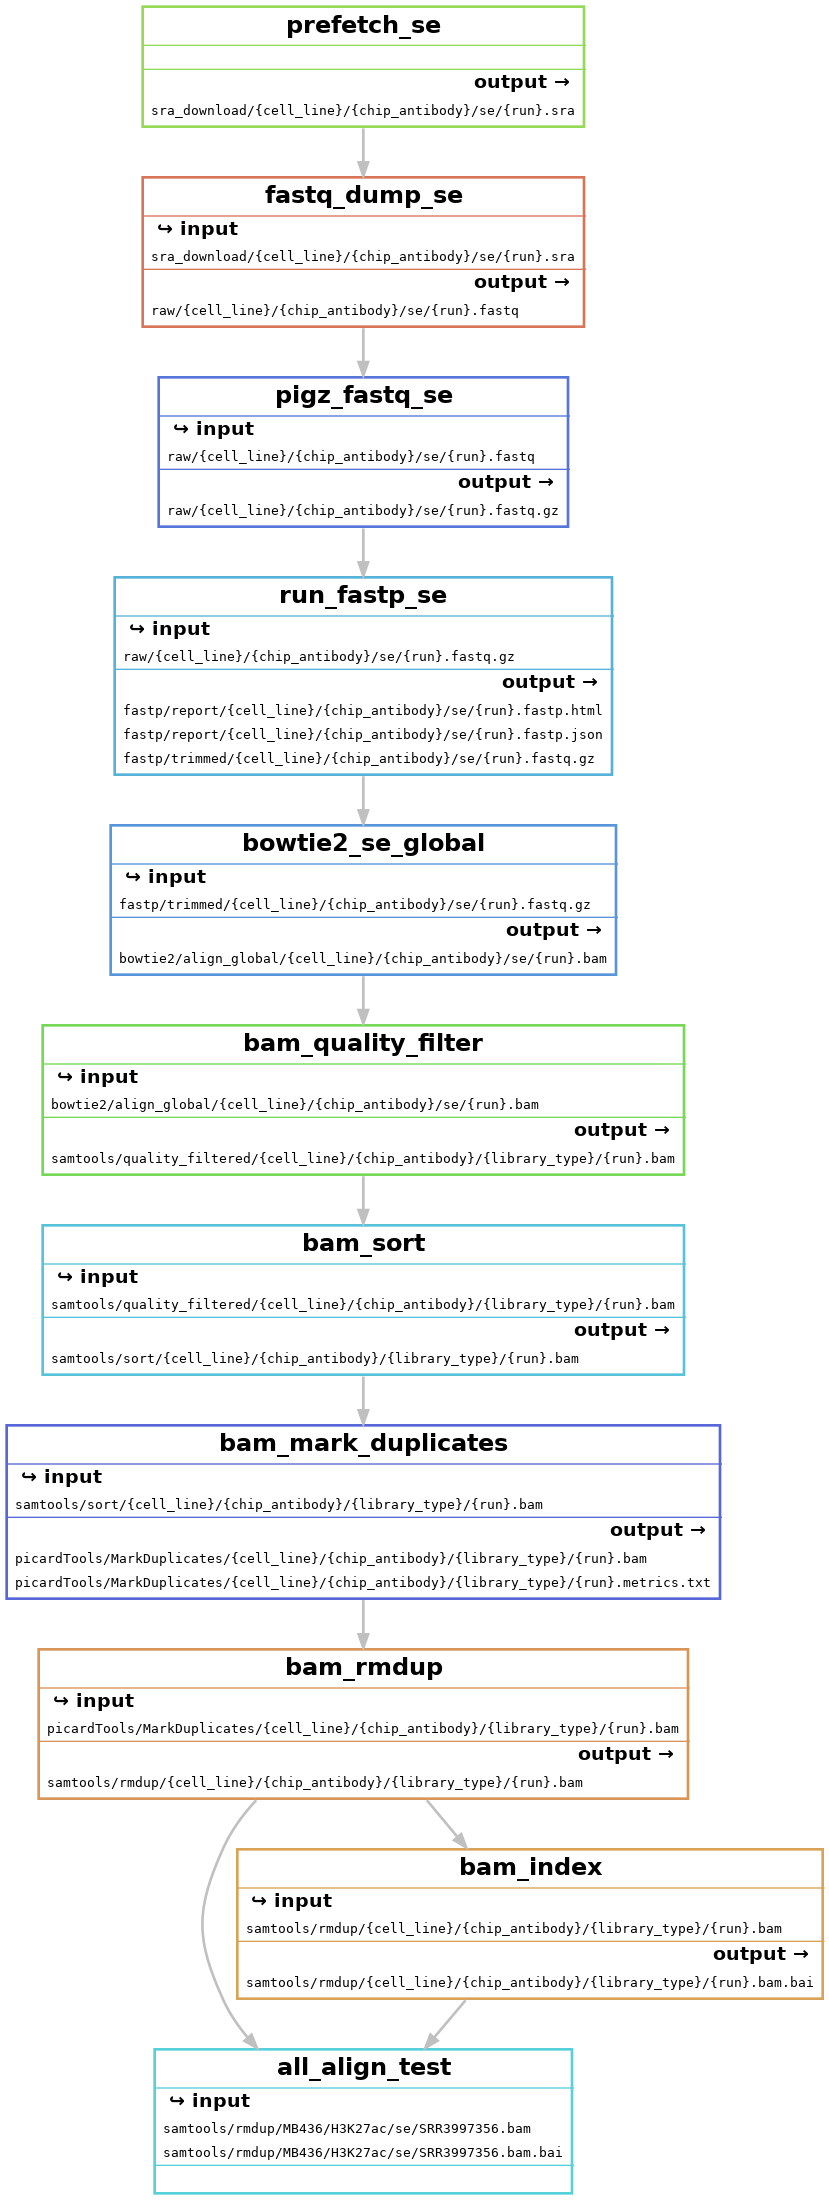 prefetch_se
output →
sra_download/{cell_line}/{chip_antibody}/se/{run}.sra
fastq_dump_se
↪ input
sra_download/{cell_line}/{chip_antibody}/se/{run}.sra
output →
raw/{cell_line}/{chip_antibody}/se/{run}.fastq
pigz_fastq_se
↪ input
raw/{cell_line}/{chip_antibody}/se/{run}.fastq
output →
raw/{cell_line}/{chip_antibody}/se/{run}.fastq.gz
run_fastp_se
↪ input
raw/{cell_line}/{chip_antibody}/se/{run}.fastq.gz
output →
fastp/report/{cell_line}/{chip_antibody}/se/{run}.fastp.html
fastp/report/{cell_line}/{chip_antibody}/se/{run}.fastp.json
fastp/trimmed/{cell_line}/{chip_antibody}/se/{run}.fastq.gz
bowtie2_se_global
↪ input
fastp/trimmed/{cell_line}/{chip_antibody}/se/{run}.fastq.gz
output →
bowtie2/align_global/{cell_line}/{chip_antibody}/se/{run}.bam
bam_quality_filter
↪ input
bowtie2/align_global/{cell_line}/{chip_antibody}/se/{run}.bam
output →
samtools/quality_filtered/{cell_line}/{chip_antibody}/{library_type}/{run}.bam
bam_sort
↪ input
samtools/quality_filtered/{cell_line}/{chip_antibody}/{library_type}/{run}.bam
output →
samtools/sort/{cell_line}/{chip_antibody}/{library_type}/{run}.bam
bam_mark_duplicates
↪ input
samtools/sort/{cell_line}/{chip_antibody}/{library_type}/{run}.bam
output →
picardTools/MarkDuplicates/{cell_line}/{chip_antibody}/{library_type}/{run}.bam
picardTools/MarkDuplicates/{cell_line}/{chip_antibody}/{library_type}/{run}.metrics.txt
bam_rmdup
↪ input
picardTools/MarkDuplicates/{cell_line}/{chip_antibody}/{library_type}/{run}.bam
output →
samtools/rmdup/{cell_line}/{chip_antibody}/{library_type}/{run}.bam
bam_index
↪ input
samtools/rmdup/{cell_line}/{chip_antibody}/{library_type}/{run}.bam
output →
samtools/rmdup/{cell_line}/{chip_antibody}/{library_type}/{run}.bam.bai
all_align_test
↪ input
samtools/rmdup/MB436/H3K27ac/se/SRR3997356.bam
samtools/rmdup/MB436/H3K27ac/se/SRR3997356.bam.bai